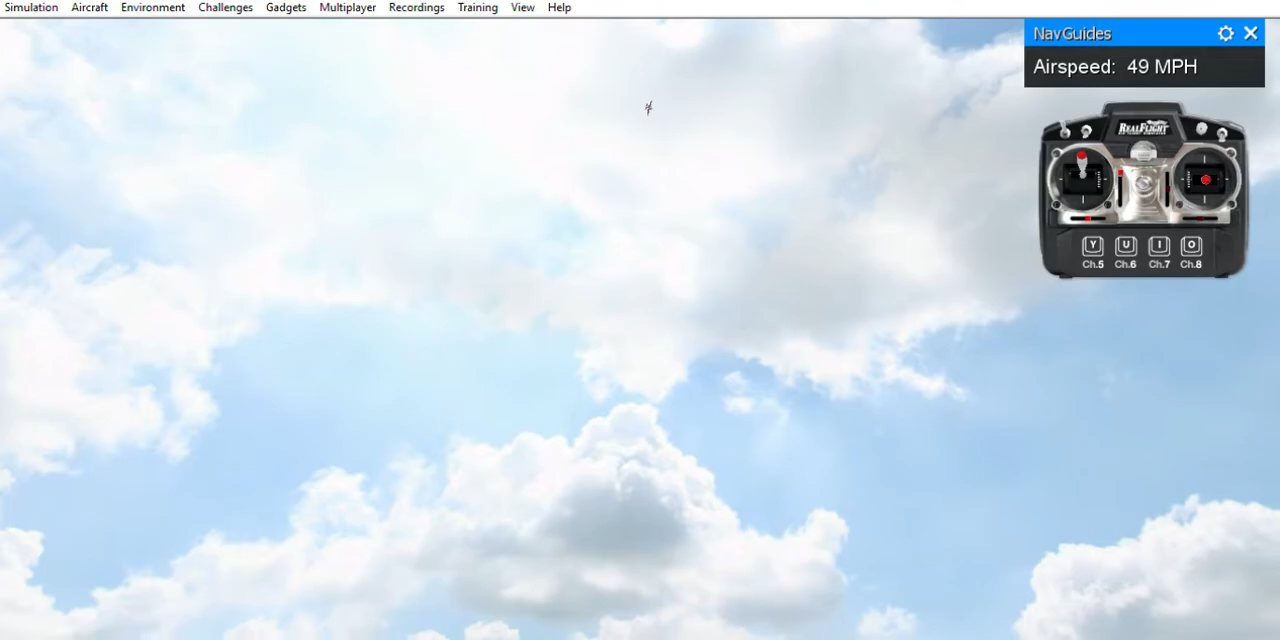 Simulation Aircraft Environment Challenges Gadgets Multiplayer Recordings Training View Help
NavGuides
Airspeed: 49 MPH
REALFLIGHT
Y U I O
Ch.5 Ch.6 Ch.7 Ch.8